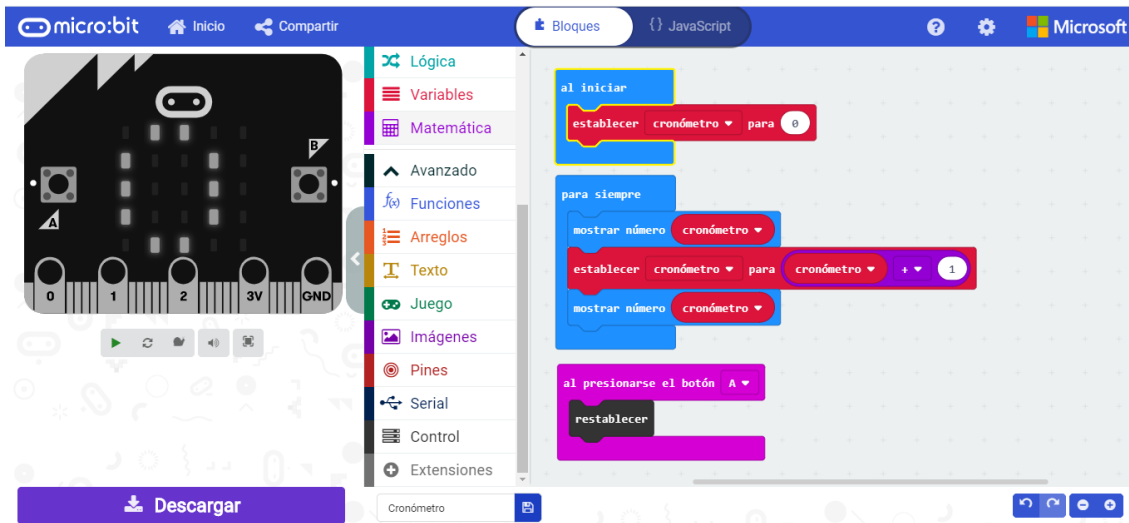 micro:bit Inicio Compartir Bloques {} JavaScript ? Microsoft
B
A
0 1 2 3V GND
Descargar
Lógica
Variables
Matemática
Avanzado
f(x) Funciones
Arreglos
Texto
Juego
Imágenes
Pines
Serial
Control
Extensiones
al iniciar
establecer cronómetro para 0
para siempre
mostrar número cronómetro
establecer cronómetro para cronómetro + 1
mostrar número cronómetro
al presionarse el botón A
restablecer
Cronómetro